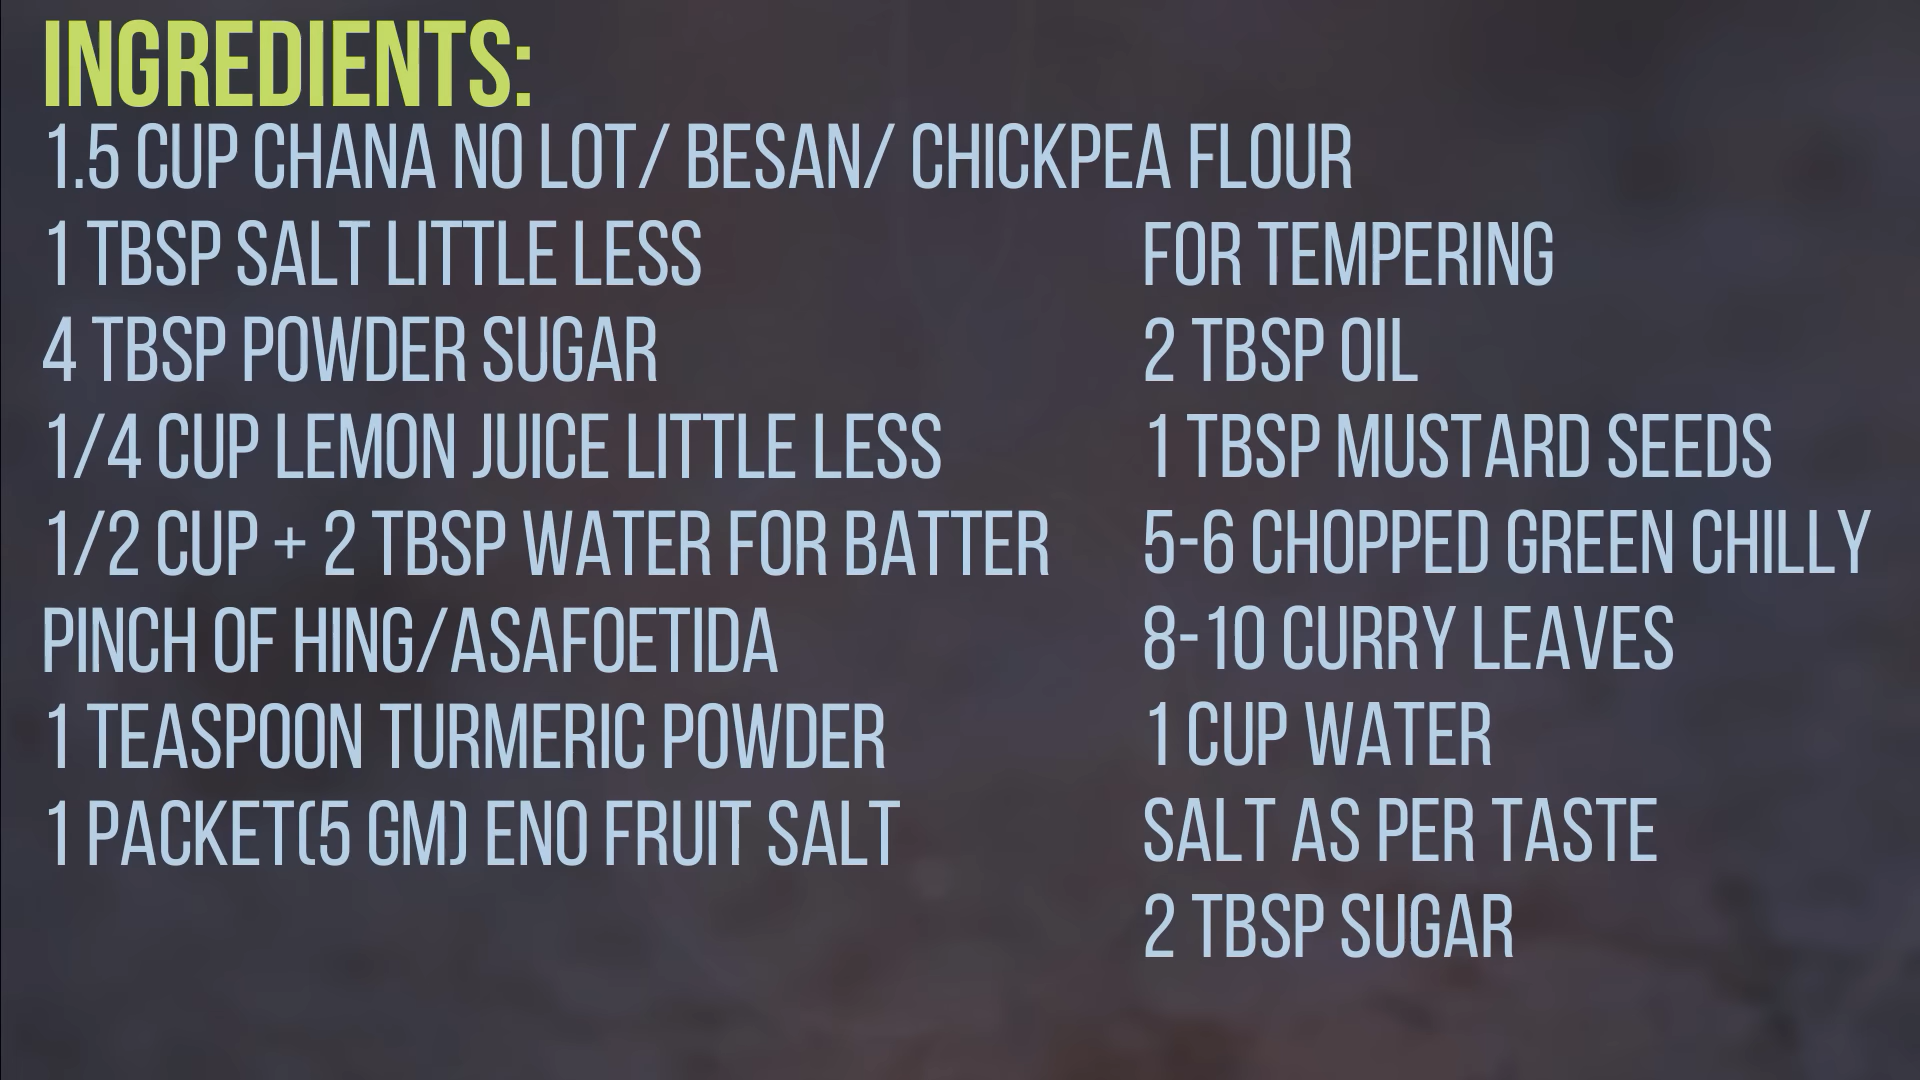 INGREDIENTS:
1.5 CUP CHANA NO LOT/ BESAN/ CHICKPEA FLOUR
1 TBSP SALT LITTLE LESS
4 TBSP POWDER SUGAR
1/4 CUP LEMON JUICE LITTLE LESS
1/2 CUP + 2 TBSP WATER FOR BATTER
PINCH OF HING/ASAFOETIDA
1 TEASPOON TURMERIC POWDER
1 PACKET(5 GM) ENO FRUIT SALT
FOR TEMPERING
2 TBSP OIL
1 TBSP MUSTARD SEEDS
5-6 CHOPPED GREEN CHILLY
8-10 CURRY LEAVES
1 CUP WATER
SALT AS PER TASTE
2 TBSP SUGAR